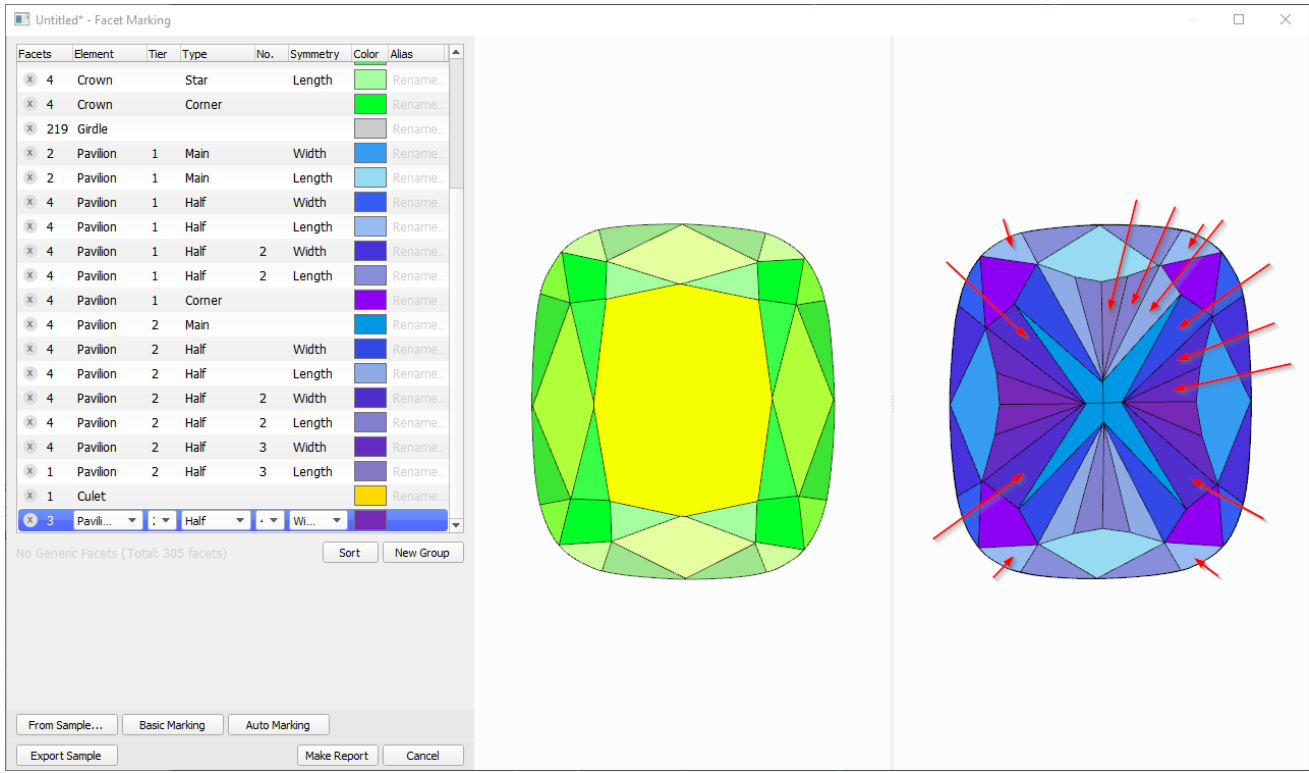 Untitled* - Facet Marking
Facets Element Tier Type No. Symmetry Color Alias
x 4 Crown Star Length Rename..
x 4 Crown Corner Rename..
x 219 Girdle Rename..
x 2 Pavilion 1 Main Width Rename..
x 2 Pavilion 1 Main Length Rename..
x 4 Pavilion 1 Half Width Rename..
x 4 Pavilion 1 Half Length Rename..
x 4 Pavilion 1 Half 2 Width Rename..
x 4 Pavilion 1 Half 2 Length Rename..
x 4 Pavilion 1 Corner Rename..
x 4 Pavilion 2 Main Rename..
x 4 Pavilion 2 Half Width Rename..
x 4 Pavilion 2 Half Length Rename..
x 4 Pavilion 2 Half 2 Width Rename..
x 4 Pavilion 2 Half 2 Length Rename..
x 4 Pavilion 2 Half 3 Width Rename..
x 1 Pavilion 2 Half 3 Length Rename..
x 1 Culet Rename..
x 3 Pavili... Half Wi...
No Generic Facets (Total: 305 facets) Sort New Group
From Sample... Basic Marking Auto Marking
Export Sample Make Report Cancel